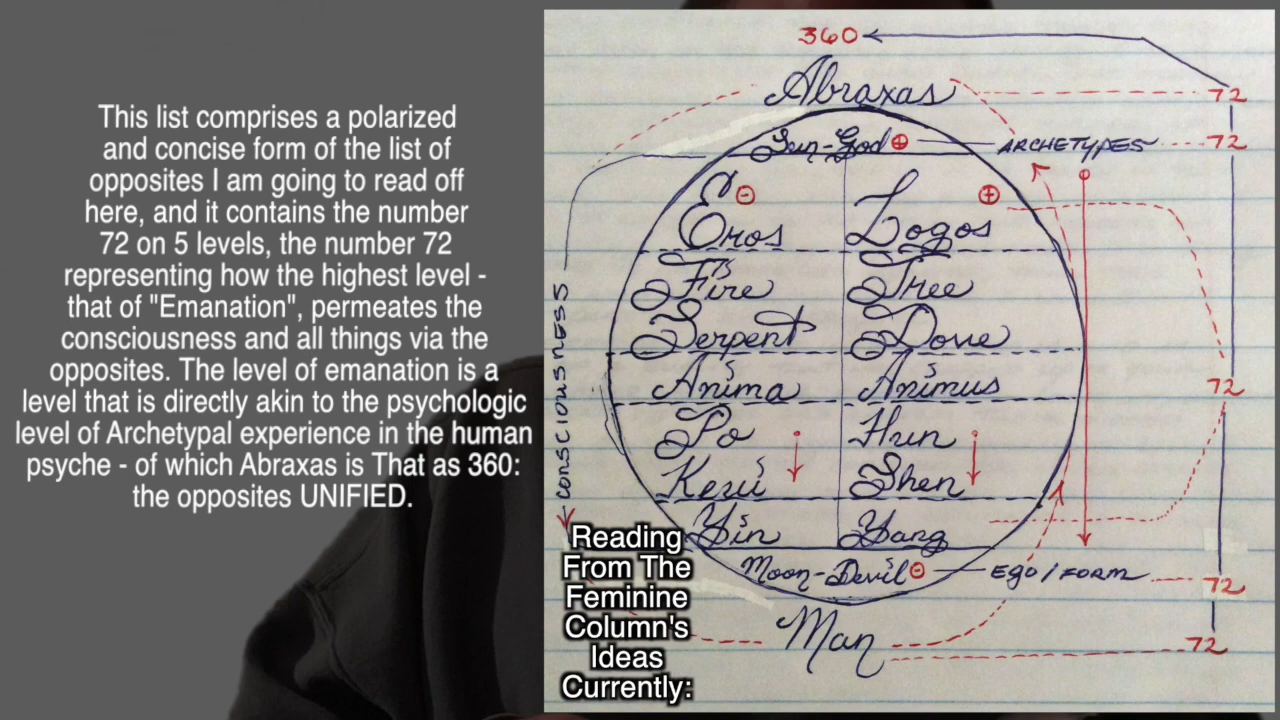 This list comprises a polarized
and concise form of the list of
opposites I am going to read off
here, and it contains the number
72 on 5 levels, the number 72
representing how the highest level -
that of "Emanation", permeates the
consciousness and all things via the
opposites. The level of emanation is a
level that is directly akin to the psychologic
level of Archetypal experience in the human
psyche - of which Abraxas is That as 360:
the opposites UNIFIED.
Reading
From The
Feminine
Column's
Ideas
Currently:
360
Abraxas 72
Sun-God + ARCHETYPES 72
Eros - Logos +
Fire Tree
Serpent Dove
Anima Animus 72
Po Hun
Kewi Shen
Yin Yang
Moon-Devil - EGO/FORM 72
Man 72
CONSCIOUSNESS